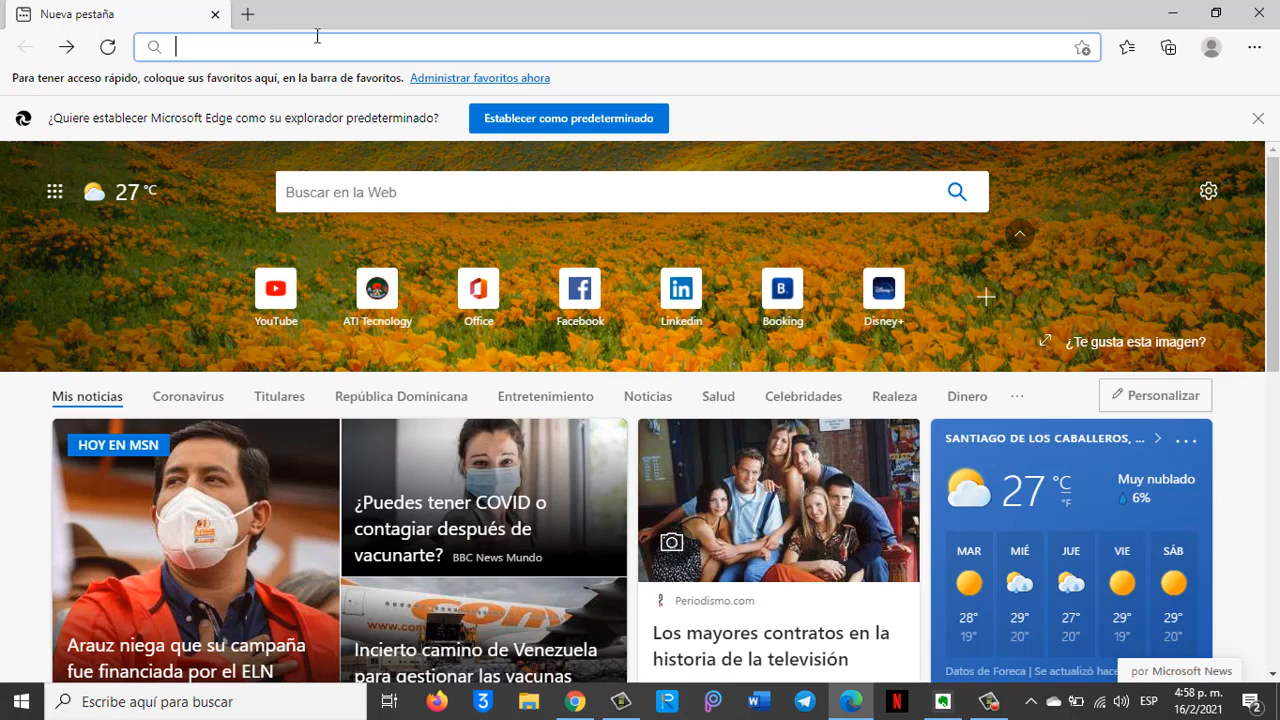 Nueva pestaña
Para tener acceso rápido, coloque sus favoritos aquí, en la barra de favoritos. Administrar favoritos ahora
¿Quiere establecer Microsoft Edge como su explorador predeterminado? Establecer como predeterminado
27 °C
Buscar en la Web
YouTube ATI Tecnology Office Facebook Linkedin Booking Disney+
¿Te gusta esta imagen?
Mis noticias Coronavirus Titulares República Dominicana Entretenimiento Noticias Salud Celebridades Realeza Dinero ... Personalizar
HOY EN MSN
Arauz niega que su campaña
fue financiada por el ELN
¿Puedes tener COVID o
contagiar después de
vacunarte? BBC News Mundo
Incierto camino de Venezuela
para gestionar las vacunas
Periodismo.com
Los mayores contratos en la
historia de la televisión
SANTIAGO DE LOS CABALLEROS, ...
27 °C
°F
Muy nublado
6%
MAR MIÉ JUE VIE SÁB
28° 29° 27° 29° 29°
19° 20° 20° 19° 20°
Datos de Foreca | Se actualizó hace
por Microsoft News
Escribe aquí para buscar
ESP
4:58 p. m.
16/2/2021
2